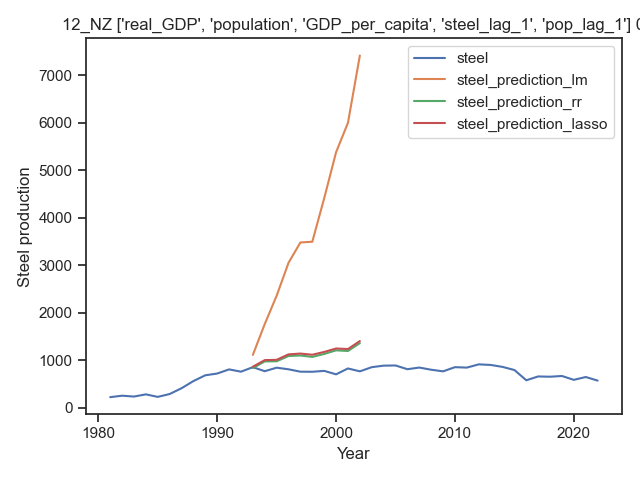 12_NZ ['real_GDP', 'population', 'GDP_per_capita', 'steel_lag_1', 'pop_lag_1'] 0
steel
steel_prediction_lm
steel_prediction_rr
steel_prediction_lasso
7000
6000
5000
4000
3000
2000
1000
0
Steel production
1980
1990
2000
2010
2020
Year